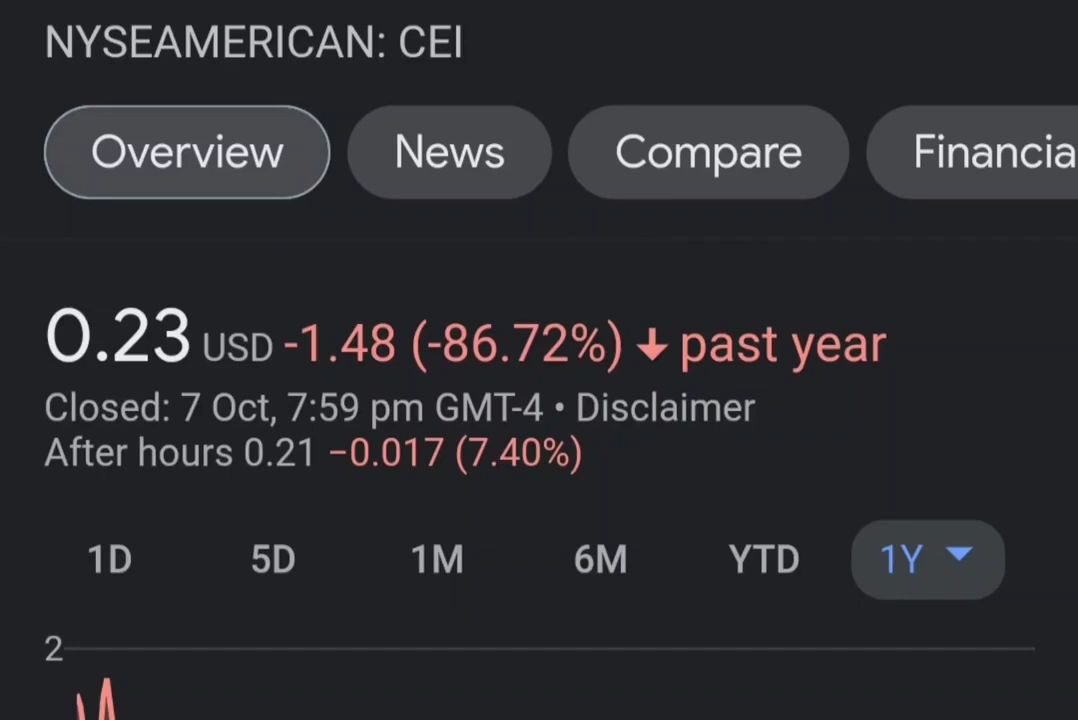 NYSEAMERICAN: CEI
Overview News Compare Financia
0.23 USD -1.48 (-86.72%) ↓ past year
Closed: 7 Oct, 7:59 pm GMT-4 • Disclaimer
After hours 0.21 −0.017 (7.40%)
1D 5D 1M 6M YTD 1Y
2